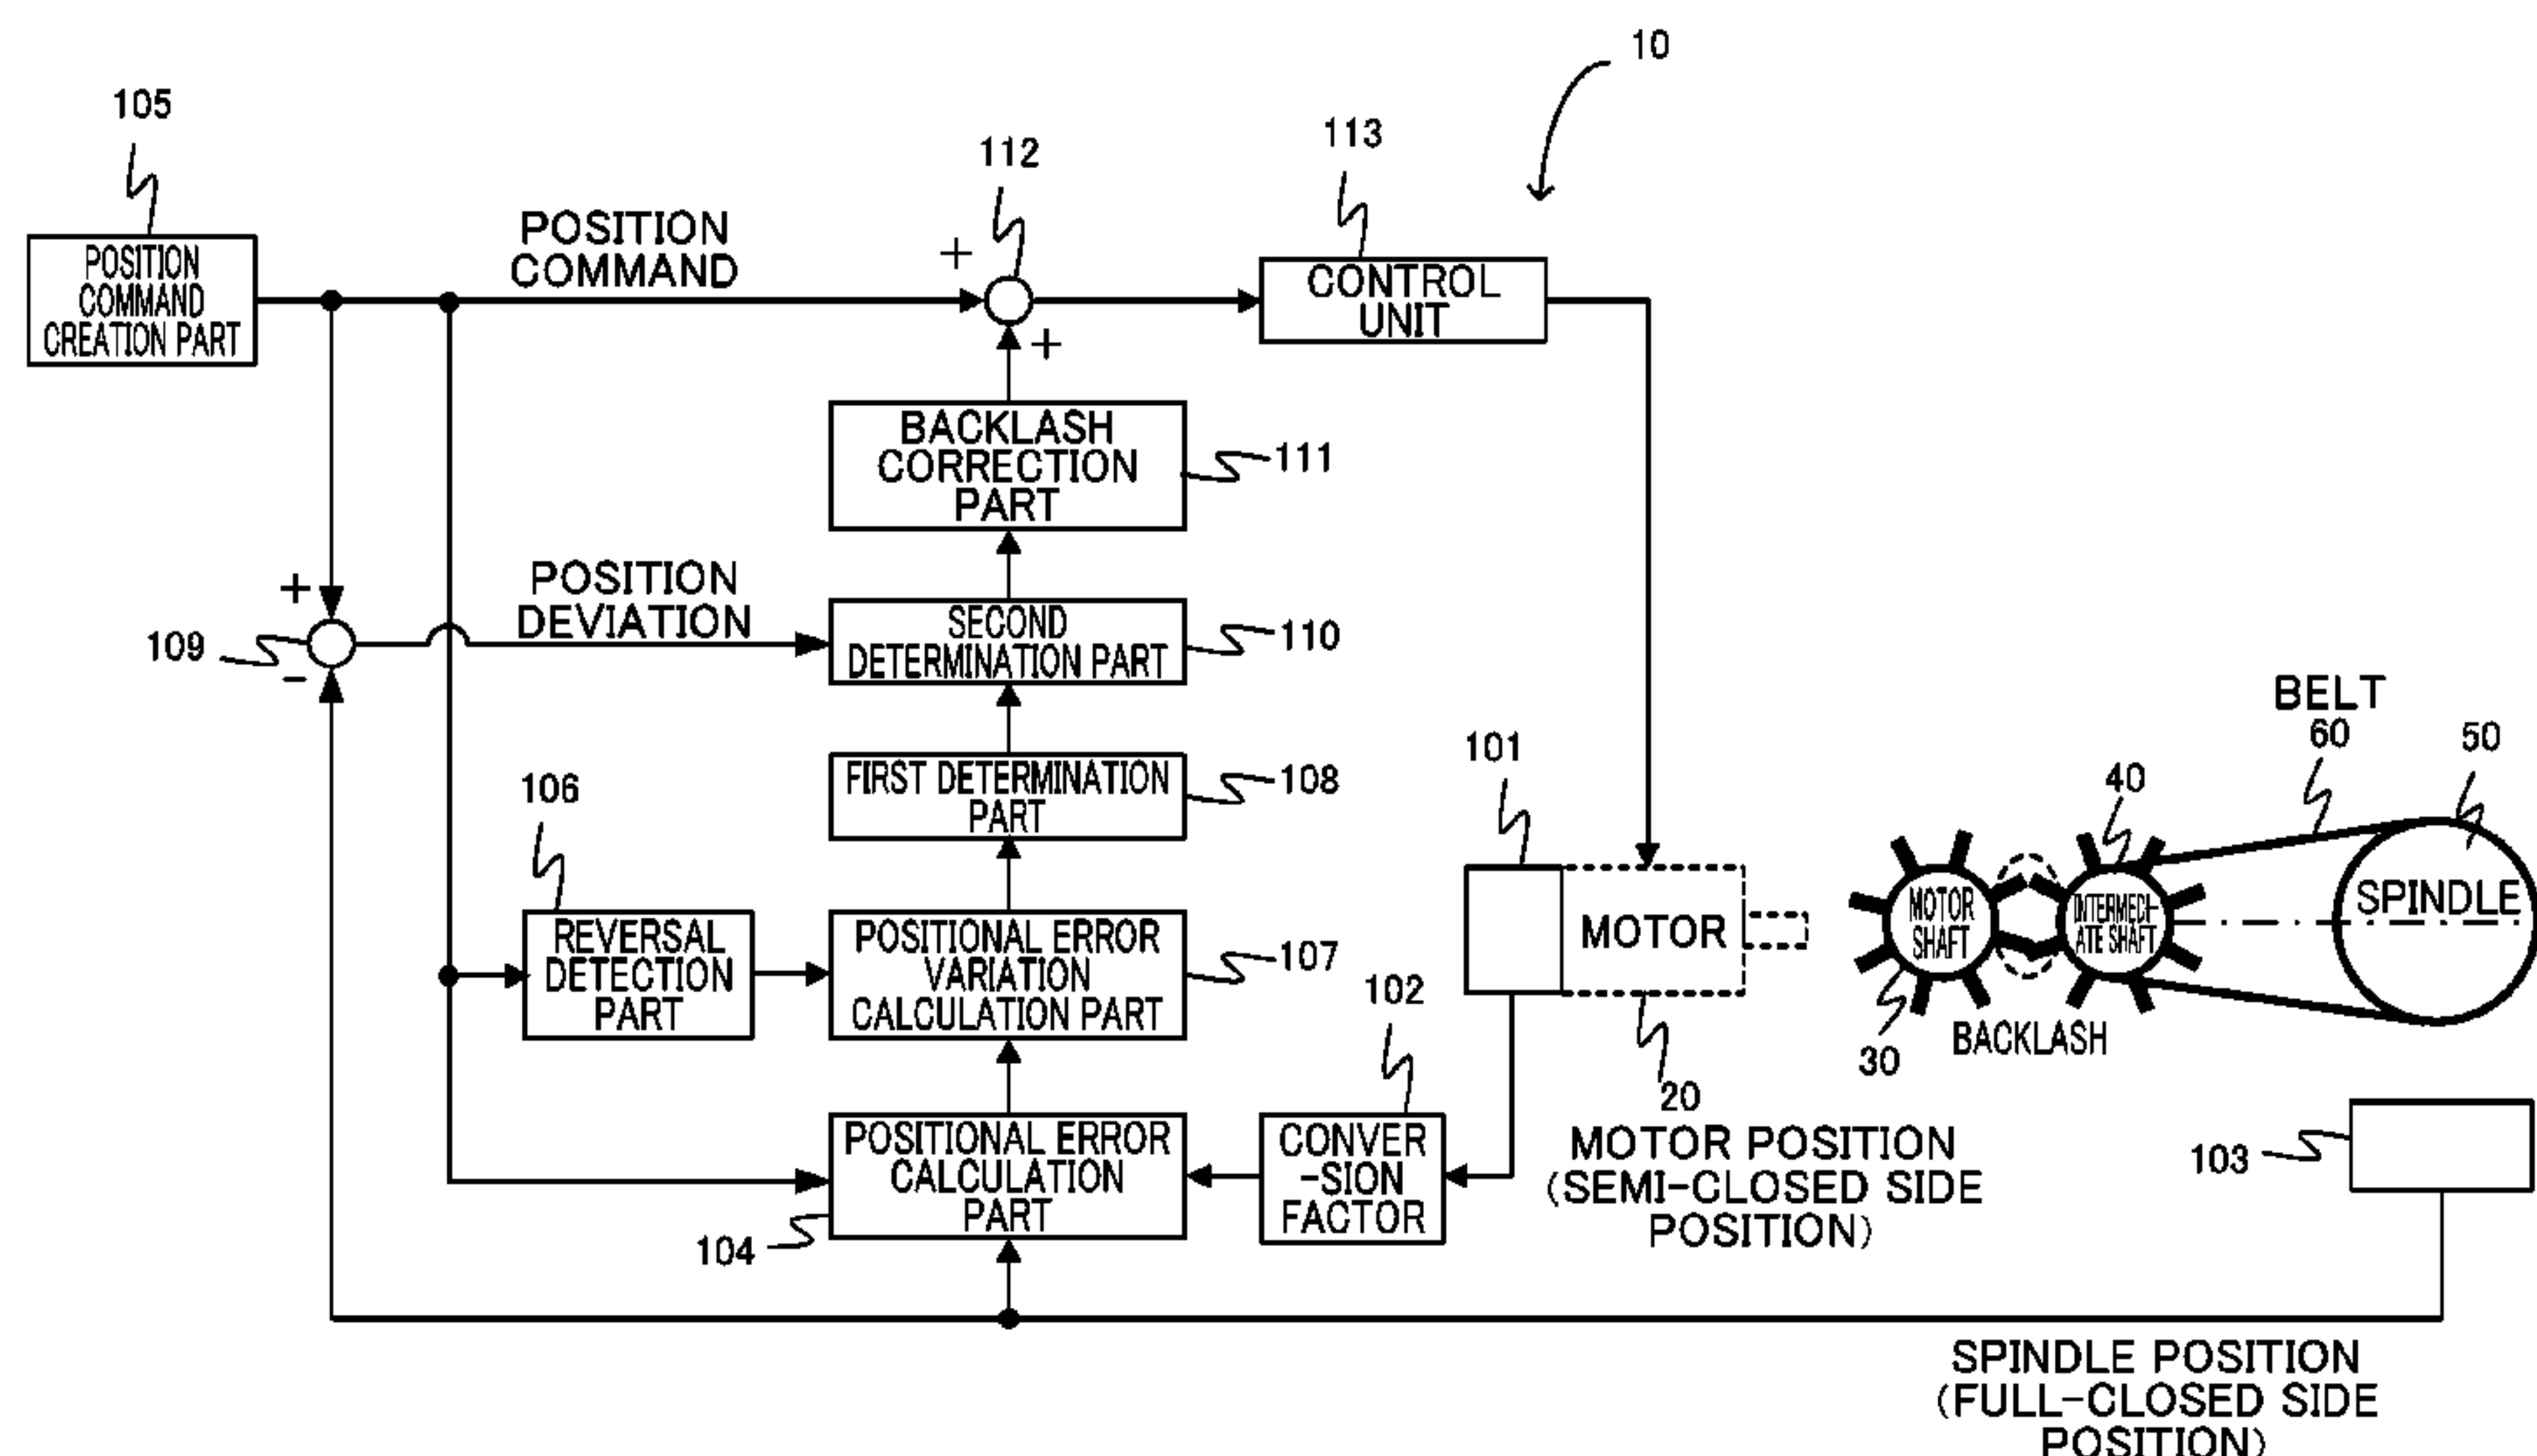 10
105
112
113
POSITION
COMMAND
CREATION PART
POSITION
COMMAND
+
+
CONTROL
UNIT
BACKLASH
CORRECTION
PART
111
+
109
-
POSITION
DEVIATION
SECOND
DETERMINATION PART
110
FIRST DETERMINATION
PART
108
106
REVERSAL
DETECTION
PART
POSITIONAL ERROR
VARIATION
CALCULATION PART
107
101
MOTOR
20
102
CONVER
-SION
FACTOR
POSITIONAL ERROR
CALCULATION
PART
104
MOTOR POSITION
(SEMI-CLOSED SIDE
POSITION)
BELT
60
50
40
MOTOR
SHAFT
INTERMEDI-
ATE SHAFT
SPINDLE
30
BACKLASH
103
SPINDLE POSITION
(FULL-CLOSED SIDE
POSITION)